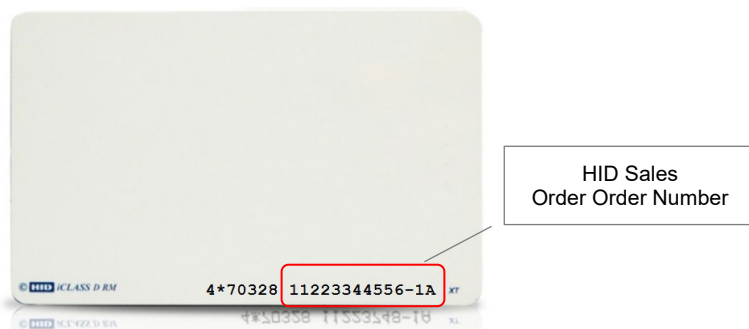 HID Sales
Order Order Number
© HID iCLASS D RM 4*70328 11223344556-1A XT